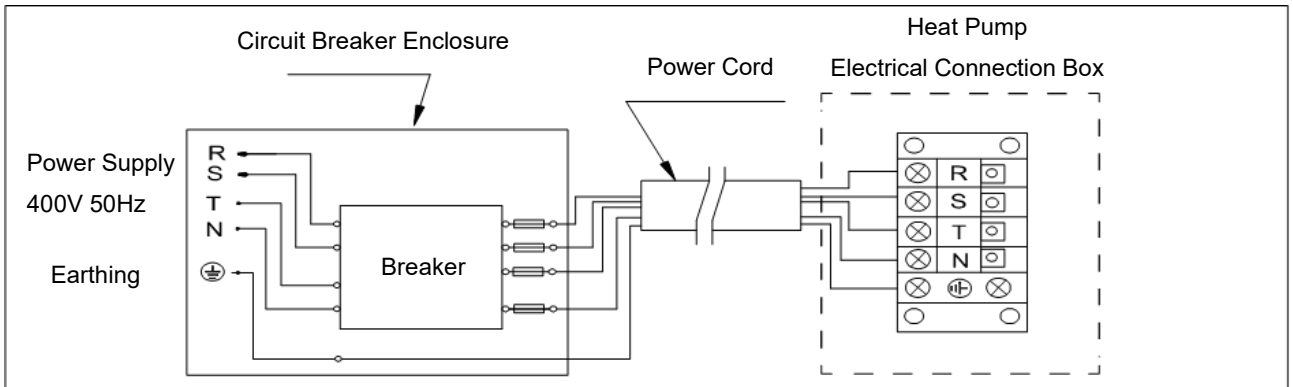 Circuit Breaker Enclosure
Power Cord
Heat Pump
Electrical Connection Box
Power Supply
400V 50Hz
Earthing
R
S
T
N
Breaker
R
S
T
N